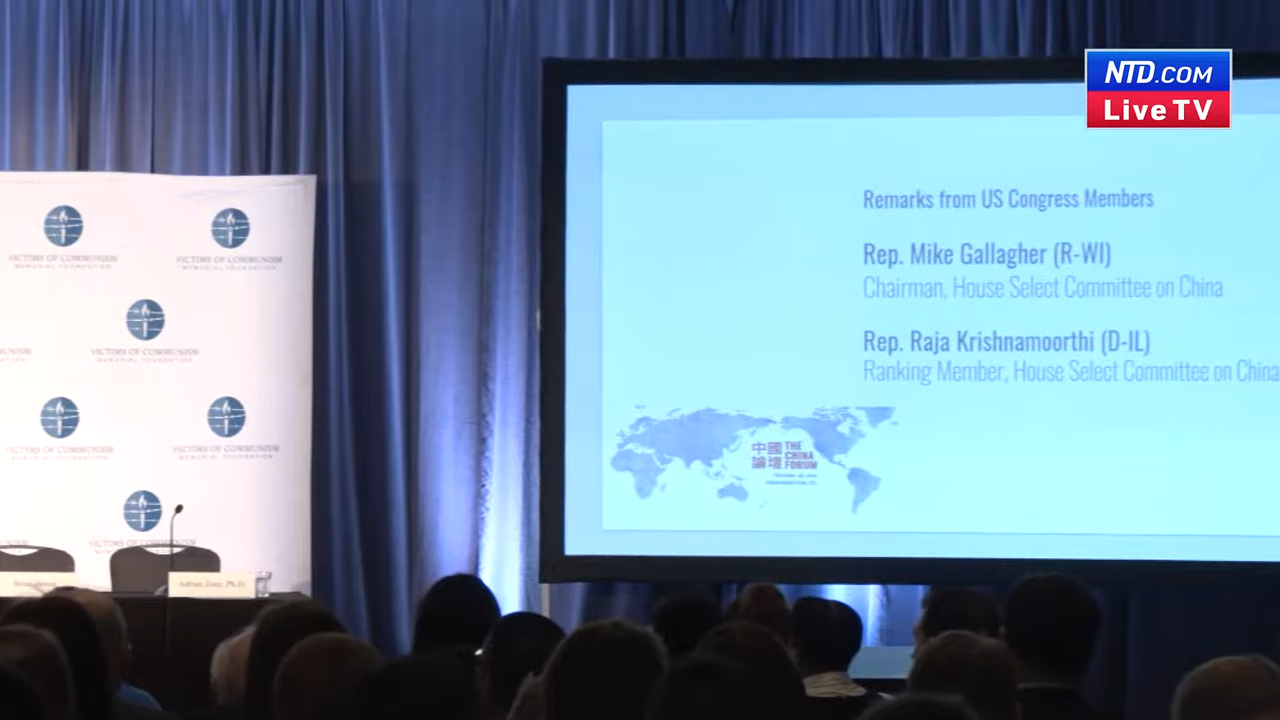 NTD.COM
Live TV
Remarks from US Congress Members
Rep. Mike Gallagher (R-WI)
Chairman, House Select Committee on China
Rep. Raja Krishnamoorthi (D-IL)
Ranking Member, House Select Committee on China
中國
論壇
THE
CHINA
FORUM
VICTIMS OF COMMUNISM
MEMORIAL FOUNDATION
VICTIMS OF COMMUNISM
MEMORIAL FOUNDATION
VICTIMS OF COMMUNISM
MEMORIAL FOUNDATION
VICTIMS OF COMMUNISM
MEMORIAL FOUNDATION
VICTIMS OF COMMUNISM
MEMORIAL FOUNDATION